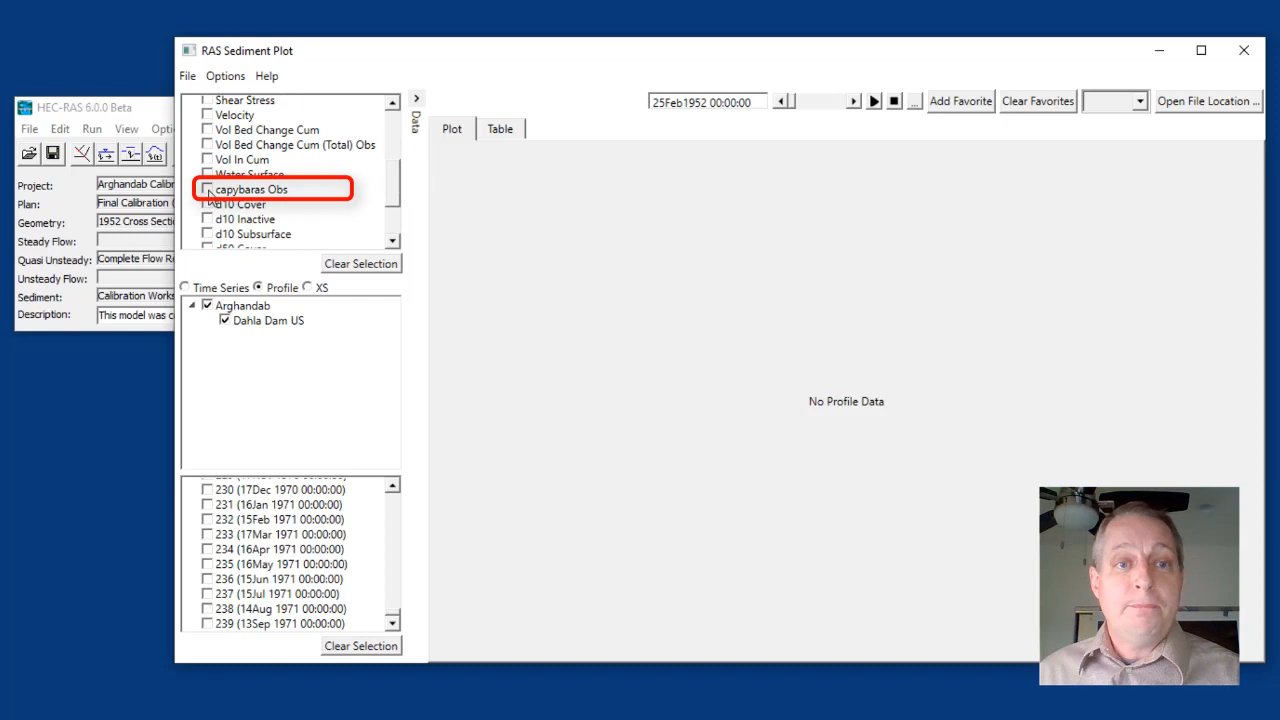 RAS Sediment Plot
File Options Help
HEC-RAS 6.0.0 Beta
File Edit Run View
Project: Arghandab Calibr
Plan: Final Calibration (
Geometry: 1952 Cross Secti
Steady Flow:
Quasi Unsteady: Complete Flow R
Unsteady Flow:
Sediment: Calibration Works
Description: This model was c
Shear Stress
Velocity
Vol Bed Change Cum
Vol Bed Change Cum (Total) Obs
Vol In Cum
Water Surface
capybaras Obs
d10 Cover
d10 Inactive
d10 Subsurface
d50 Cover
Clear Selection
Time Series Profile XS
Arghandab
Dahla Dam US
230 (17Dec 1970 00:00:00)
231 (16Jan 1971 00:00:00)
232 (15Feb 1971 00:00:00)
233 (17Mar 1971 00:00:00)
234 (16Apr 1971 00:00:00)
235 (16May 1971 00:00:00)
236 (15Jun 1971 00:00:00)
237 (15Jul 1971 00:00:00)
238 (14Aug 1971 00:00:00)
239 (13Sep 1971 00:00:00)
Clear Selection
Data
25Feb1952 00:00:00
...
Add Favorite
Clear Favorites
Open File Location ...
Plot Table
No Profile Data